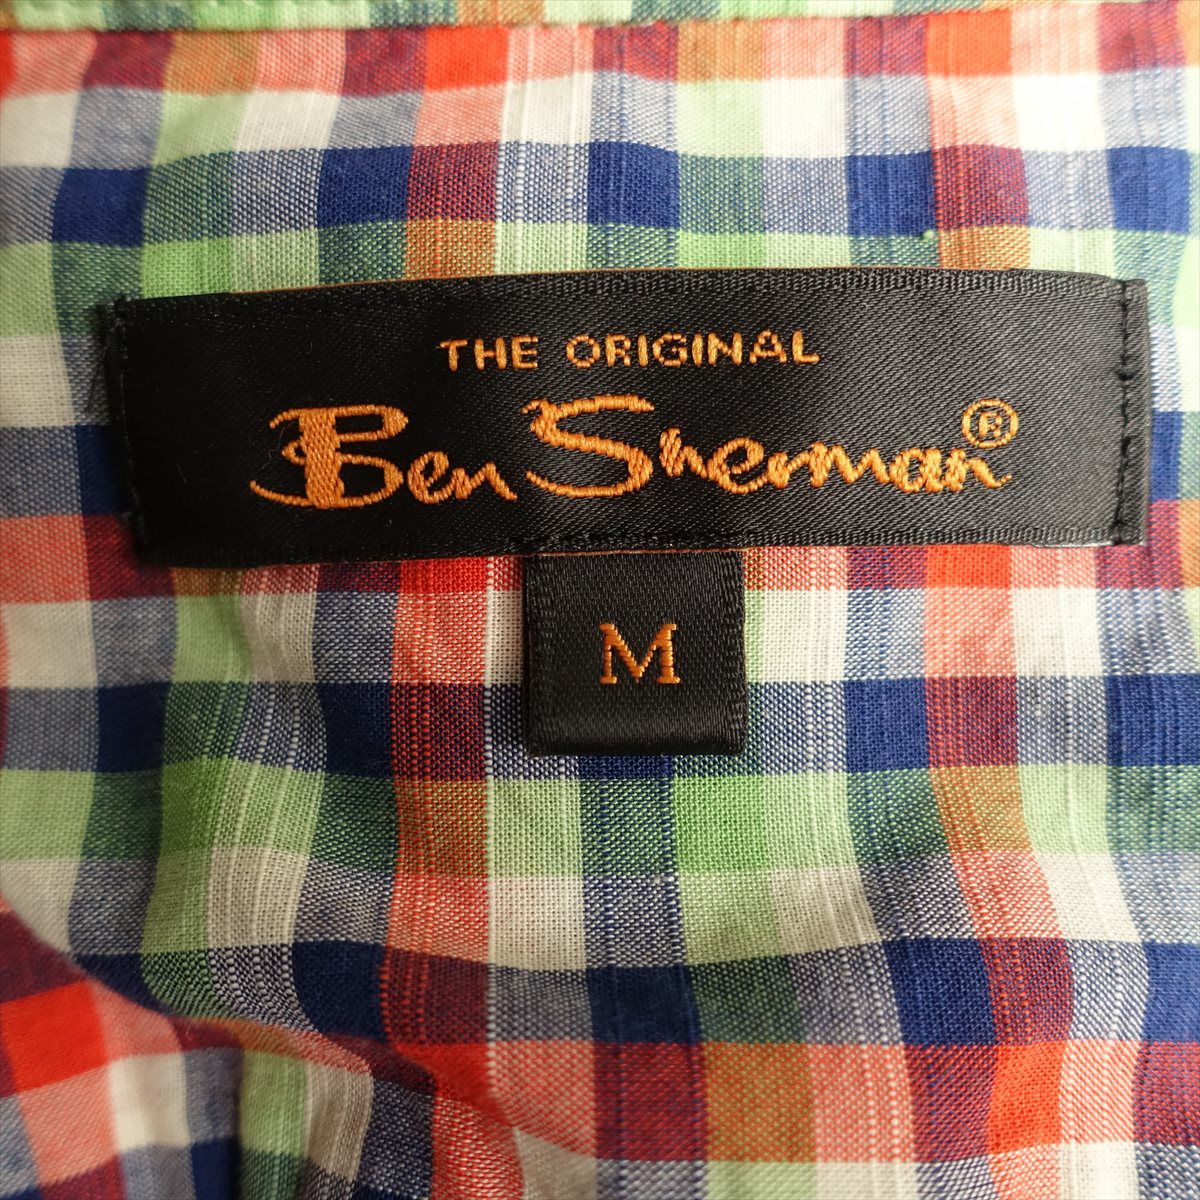 THE ORIGINAL
Ben Sherman®
M